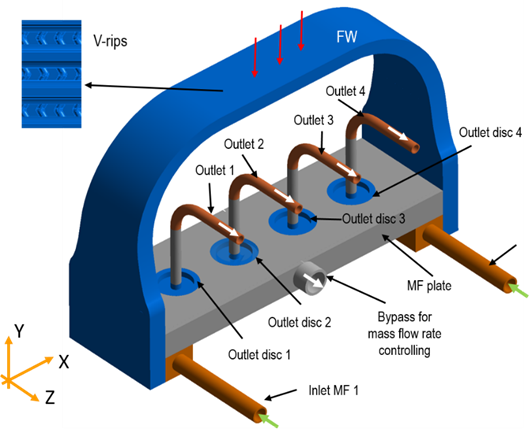 V-rips
FW
Outlet 4
Outlet 3
Outlet 2
Outlet 1
Outlet disc 4
Outlet disc 3
MF plate
Outlet disc 2
Bypass for
mass flow rate
controlling
Outlet disc 1
Inlet MF 1
Y
X
Z